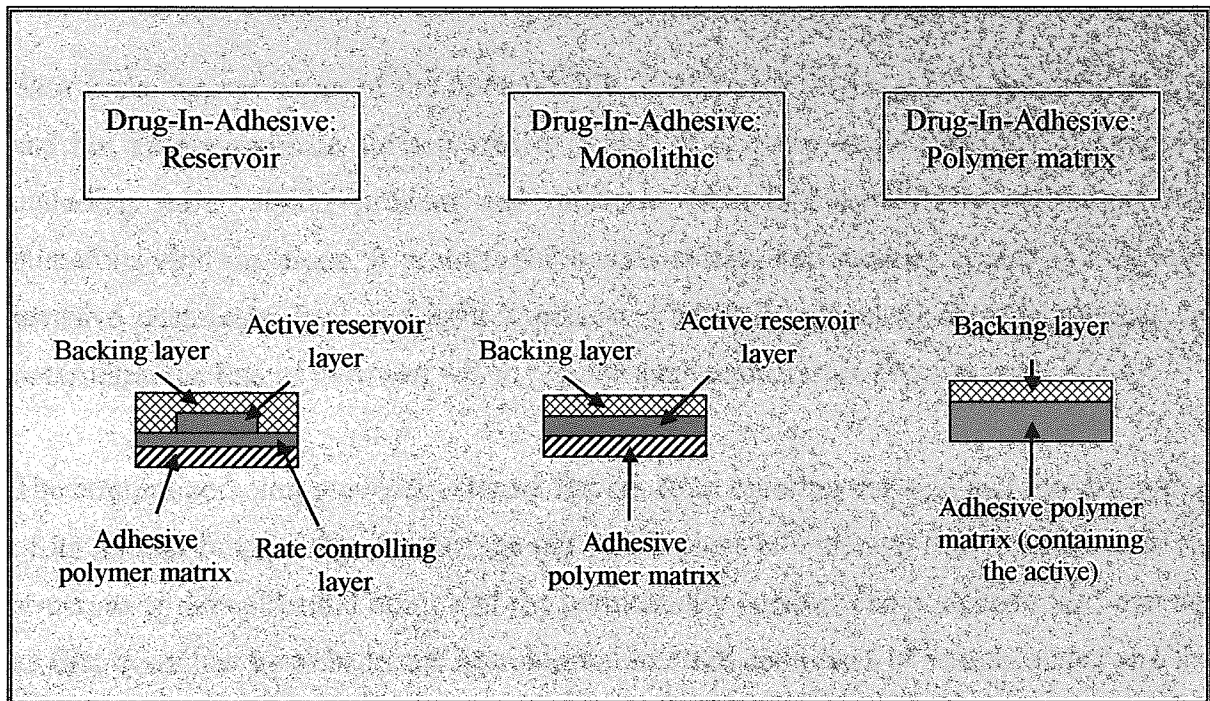 Drug-In-Adhesive:
Reservoir
Drug-In-Adhesive:
Monolithic
Drug-In-Adhesive:
Polymer matrix
Active reservoir
layer
Backing layer
Adhesive
polymer matrix
Rate controlling
layer
Active reservoir
layer
Backing layer
Adhesive
polymer matrix
Backing layer
Adhesive polymer
matrix (containing
the active)